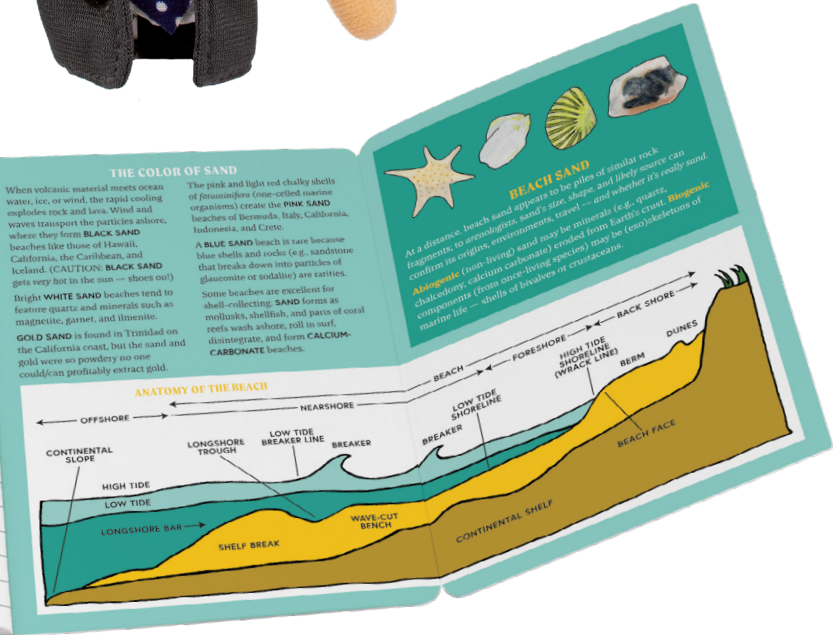 THE COLOR OF SAND
When volcanic material meets ocean
water, ice, or wind, the rapid cooling
explodes rock and lava. Wind and
waves transport the particles ashore,
where they form BLACK SAND
beaches like those of Hawaii,
California, the Caribbean, and
Iceland. (CAUTION: BLACK SAND
gets very hot in the sun — shoes on!)
Bright WHITE SAND beaches tend to
feature quartz and minerals such as
magnetite, garnet, and ilmenite.
GOLD SAND is found in Trinidad on
the California coast, but the sand and
gold were so powdery no one
could/can profitably extract gold.
The pink and light red chalky shells
of foraminifera (one-celled marine
organisms) create the PINK SAND
beaches of Bermuda, Italy, California,
Indonesia, and Crete.
A BLUE SAND beach is rare because
blue shells and rocks (e.g., sandstone
that breaks down into particles of
glauconite or sodalite) are rarities.
Some beaches are excellent for
shell-collecting. SAND forms as
mollusks, shellfish, and parts of coral
reefs wash ashore, roll in surf,
disintegrate, and form CALCIUM-
CARBONATE beaches.
BEACH SAND
At a distance, beach sand appears to be piles of similar rock
fragments, to arenologists, sand's size, shape, and likely source can
confirm its origins, environments, travel — and whether it's really sand.
Abiogenic (non-living) sand may be minerals (e.g., quartz,
chalcedony, calcium carbonate) eroded from Earth's crust. Biogenic
components (from once-living species) may be (exo)skeletons of
marine life — shells of bivalves or crustaceans.
ANATOMY OF THE BEACH
OFFSHORE
NEARSHORE
BEACH
FORESHORE
BACK SHORE
CONTINENTAL
SLOPE
LONGSHORE
TROUGH
LOW TIDE
BREAKER LINE
BREAKER
BREAKER
LOW TIDE
SHORELINE
HIGH TIDE
SHORELINE
(WRACK LINE)
BERM
DUNES
HIGH TIDE
LOW TIDE
LONGSHORE BAR
SHELF BREAK
WAVE-CUT
BENCH
CONTINENTAL SHELF
BEACH FACE